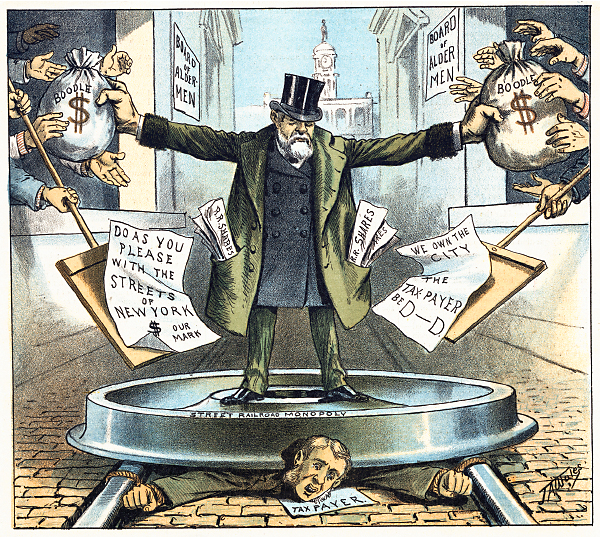 BOARD
OF
ALDER-
MEN
BOODLE
$
BOARD
OF
ALDER
MEN
BOODLE
$
R.R. SHARES
R.R. SHARES
DO AS YOU
PLEASE
WITH THE
STREETS
OF
NEW YORK
$ OUR
MARK
WE OWN THE
CITY
THE
TAX-PAYER
BE D—D
STREET RAILROAD MONOPOLY
TAX PAYER